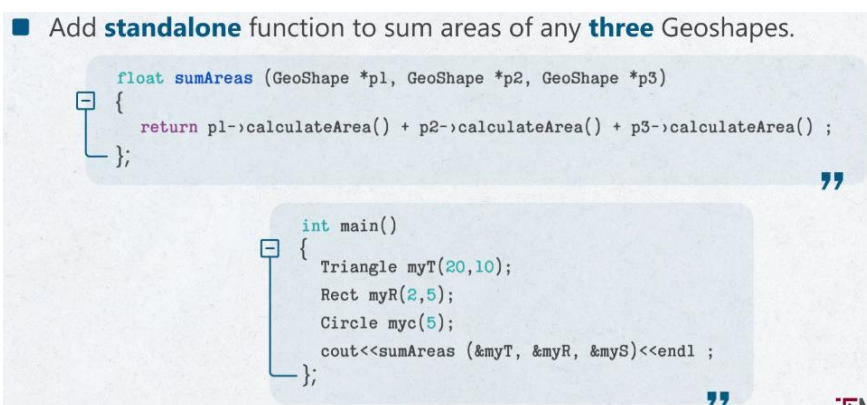 Add standalone function to sum areas of any three Geoshapes.
float sumAreas (GeoShape *p1, GeoShape *p2, GeoShape *p3)
{
return p1->calculateArea() + p2->calculateArea() + p3->calculateArea() ;
};
”
int main()
{
Triangle myT(20,10);
Rect myR(2,5);
Circle myc(5);
cout<<sumAreas (&myT, &myR, &myS)<<endl ;
};
”